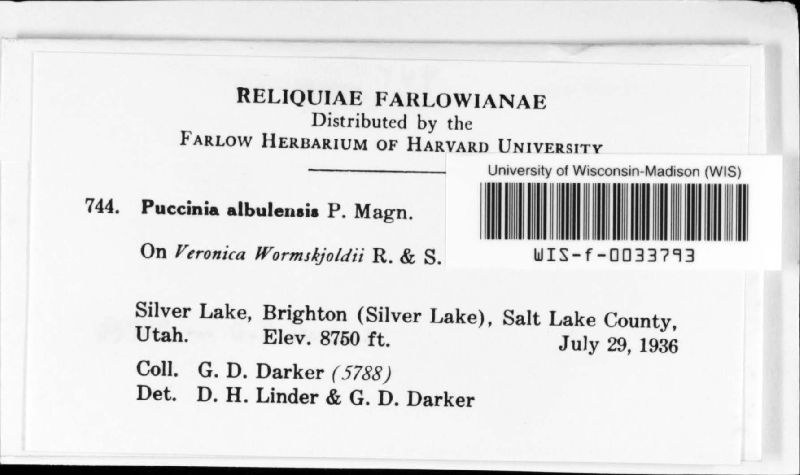 RELIQUIAE FARLOWIANAE
Distributed by the
FARLOW HERBARIUM OF HARVARD UNIVERSITY
University of Wisconsin-Madison (WIS)
WIS-f-0033793
744. Puccinia albulensis P. Magn.
On Veronica Wormskjoldii R. & S.
Silver Lake, Brighton (Silver Lake), Salt Lake County,
Utah. Elev. 8750 ft. July 29, 1936
Coll. G. D. Darker (5788)
Det. D. H. Linder & G. D. Darker